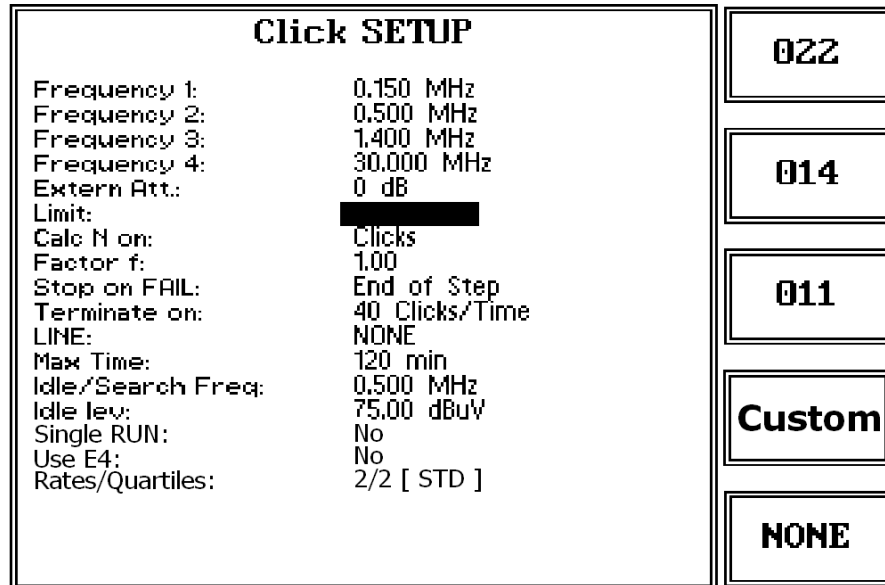 Click SETUP
Frequency 1: 0.150 MHz
Frequency 2: 0.500 MHz
Frequency 3: 1.400 MHz
Frequency 4: 30.000 MHz
Extern Att.: 0 dB
Limit:
Calc N on: Clicks
Factor f: 1.00
Stop on FAIL: End of Step
Terminate on: 40 Clicks/Time
LINE: NONE
Max Time: 120 min
Idle/Search Freq: 0.500 MHz
Idle lev: 75.00 dBuV
Single RUN: No
Use E4: No
Rates/Quartiles: 2/2 [ STD ]
022
014
011
Custom
NONE